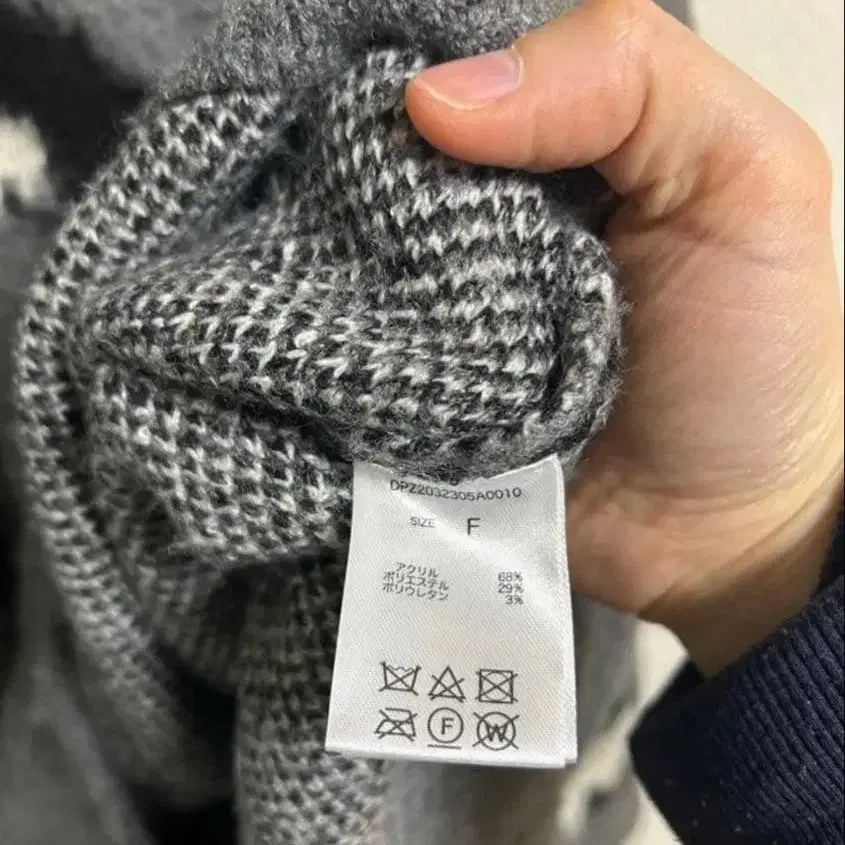 DPZ2032305A0010
SIZE F
アクリル 68%
ポリエステル 29%
ポリウレタン 3%
F
W